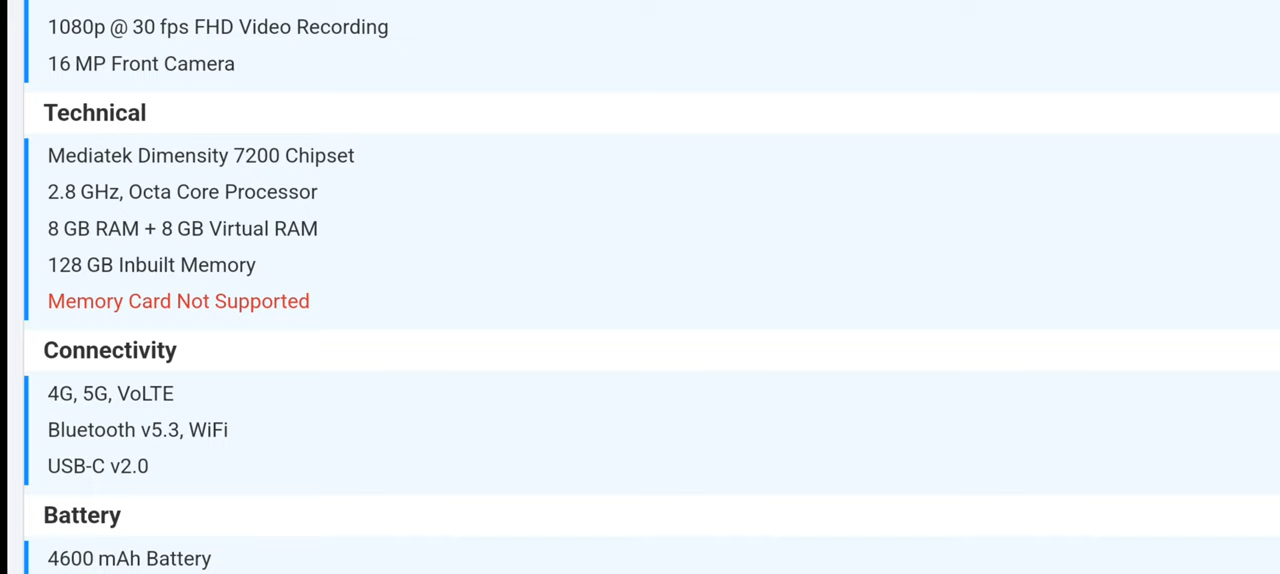 1080p @ 30 fps FHD Video Recording
16 MP Front Camera
Technical
Mediatek Dimensity 7200 Chipset
2.8 GHz, Octa Core Processor
8 GB RAM + 8 GB Virtual RAM
128 GB Inbuilt Memory
Memory Card Not Supported
Connectivity
4G, 5G, VoLTE
Bluetooth v5.3, WiFi
USB-C v2.0
Battery
4600 mAh Battery